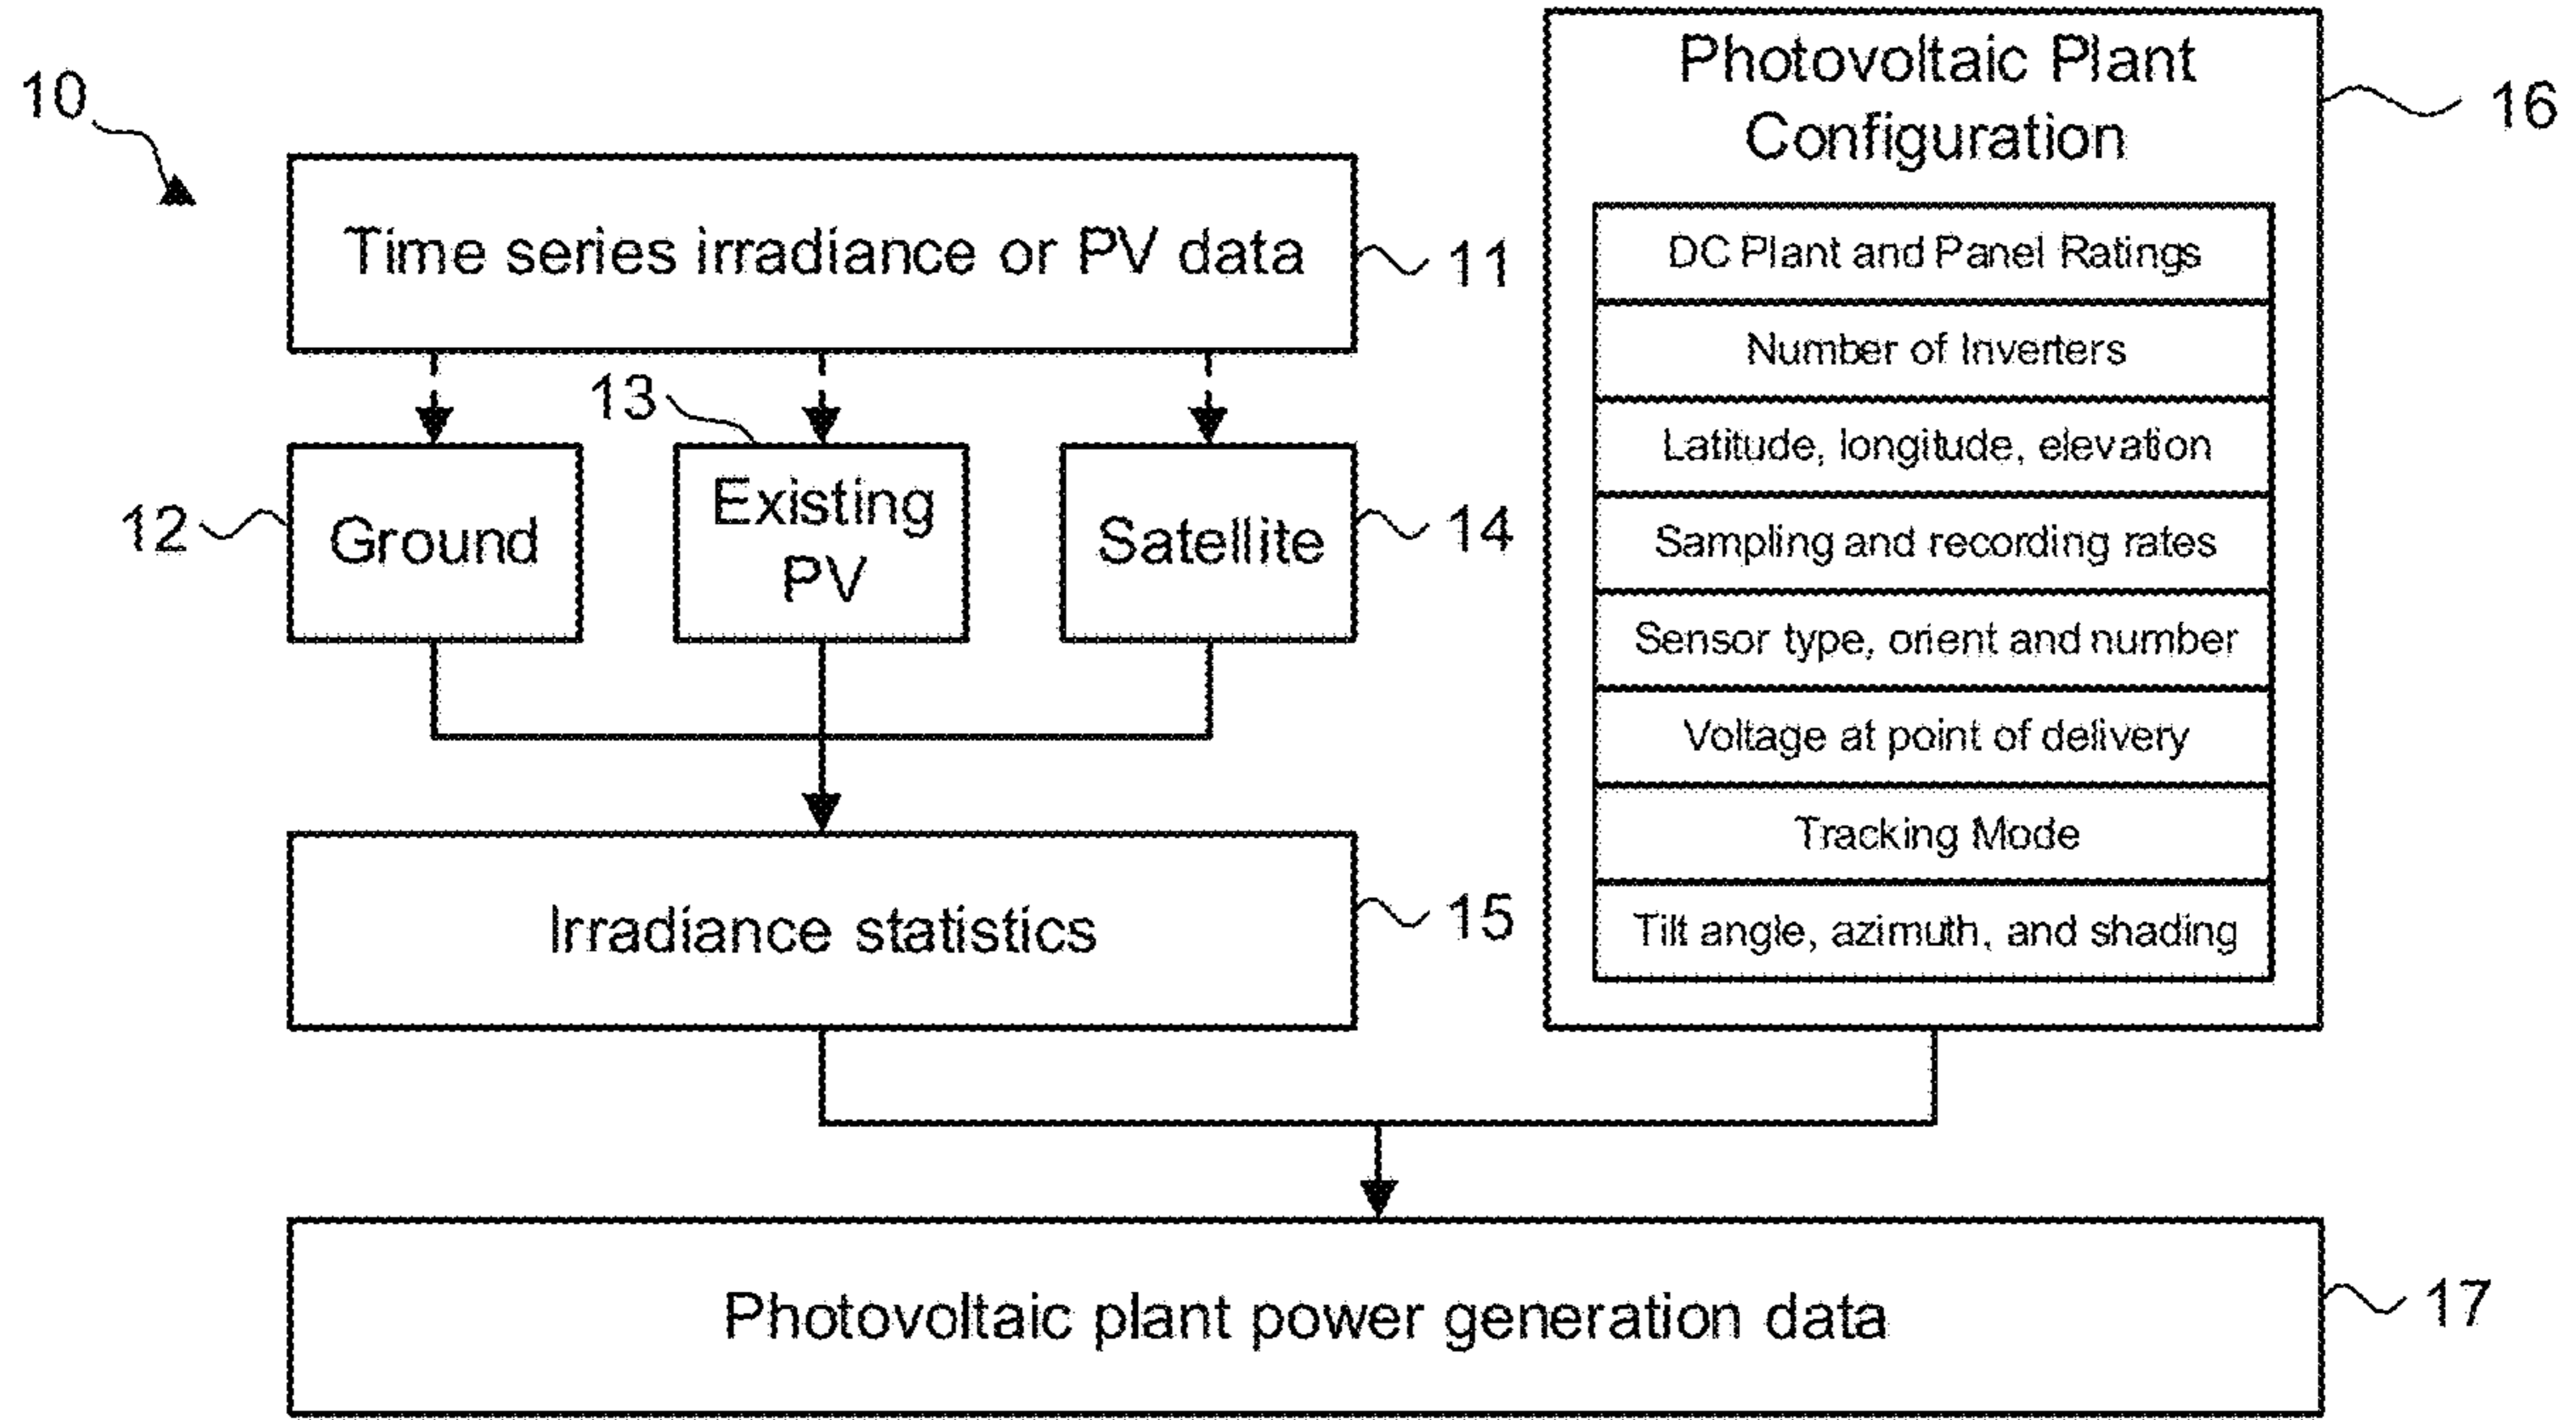 10
Time series irradiance or PV data
11
13
12
Ground
Existing
PV
Satellite
14
Irradiance statistics
15
Photovoltaic Plant
Configuration
16
DC Plant and Panel Ratings
Number of Inverters
Latitude, longitude, elevation
Sampling and recording rates
Sensor type, orient and number
Voltage at point of delivery
Tracking Mode
Tilt angle, azimuth, and shading
Photovoltaic plant power generation data
17